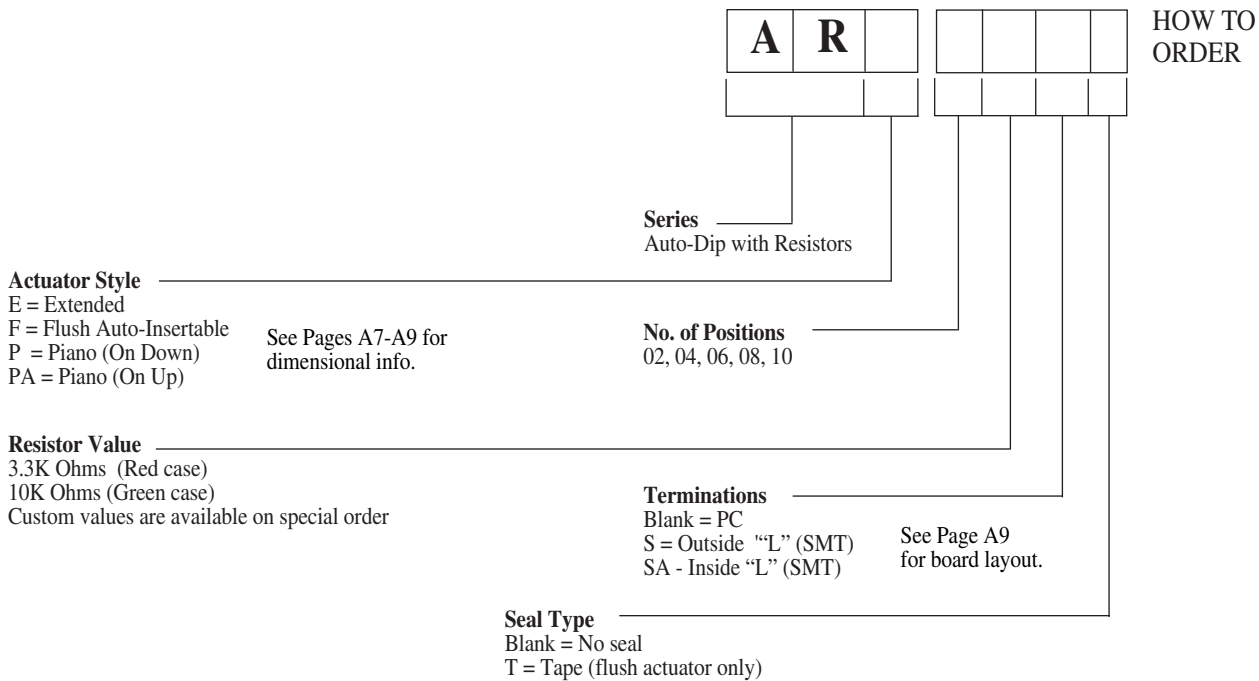 A R
HOW TO
ORDER
Series
Auto-Dip with Resistors
Actuator Style
E = Extended
F = Flush Auto-Insertable
P = Piano (On Down)
PA = Piano (On Up)
See Pages A7-A9 for
dimensional info.
No. of Positions
02, 04, 06, 08, 10
Resistor Value
3.3K Ohms (Red case)
10K Ohms (Green case)
Custom values are available on special order
Terminations
Blank = PC
S = Outside '“L” (SMT)
SA - Inside “L” (SMT)
See Page A9
for board layout.
Seal Type
Blank = No seal
T = Tape (flush actuator only)